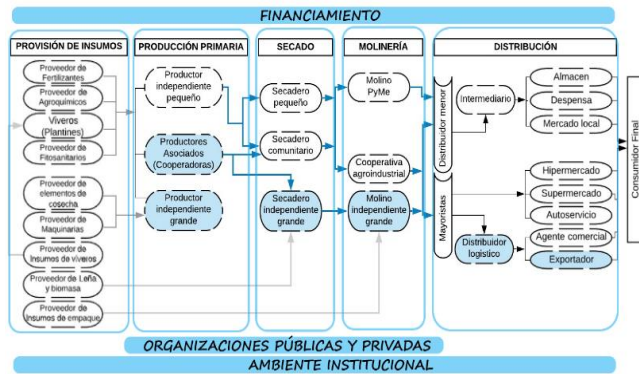 FINANCIAMIENTO
PROVISIÓN DE INSUMOS
Proveedor de
Fertilizantes
Proveedor de
Agroquímicos
Viveros
(Plantines)
Proveedor de
Fitosanitarios
Proveedor de
elementos de
cosecha
Proveedor de
Maquinarias
Proveedor de
Insumos de viveros
Proveedor de Leña
y biomasa
Proveedor de
Insumos de empaque
PRODUCCIÓN PRIMARIA
Productor
independiente
pequeño
Productores
Asociados
(Cooperadoras)
Productor
independiente
grande
SECADO
Secadero
pequeño
Secadero
comunitario
Secadero
independiente
grande
MOLINERÍA
Molino
PyMe
Cooperativa
agroindustrial
Molino
independiente
grande
DISTRIBUCIÓN
Distribuidor menor
Mayoristas
Intermediario
Distribuidor
logistico
Almacen
Despensa
Mercado local
Hipermercado
Supermercado
Autoservicio
Agente comercial
Exportador
Consumidor Final
ORGANIZACIONES PÚBLICAS Y PRIVADAS
AMBIENTE INSTITUCIONAL